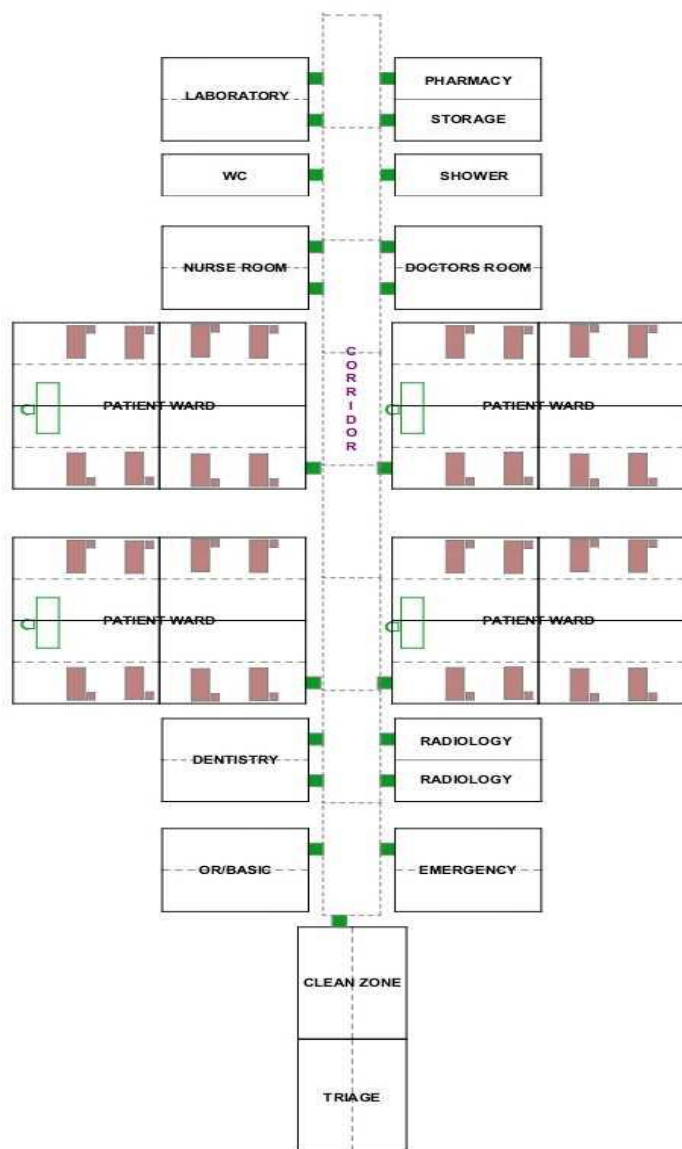 LABORATORY
PHARMACY
STORAGE
WC
SHOWER
NURSE ROOM
DOCTORS ROOM
CORRIDOR
PATIENT WARD
PATIENT WARD
PATIENT WARD
PATIENT WARD
DENTISTRY
RADIOLOGY
RADIOLOGY
OR/BASIC
EMERGENCY
CLEAN ZONE
TRIAGE